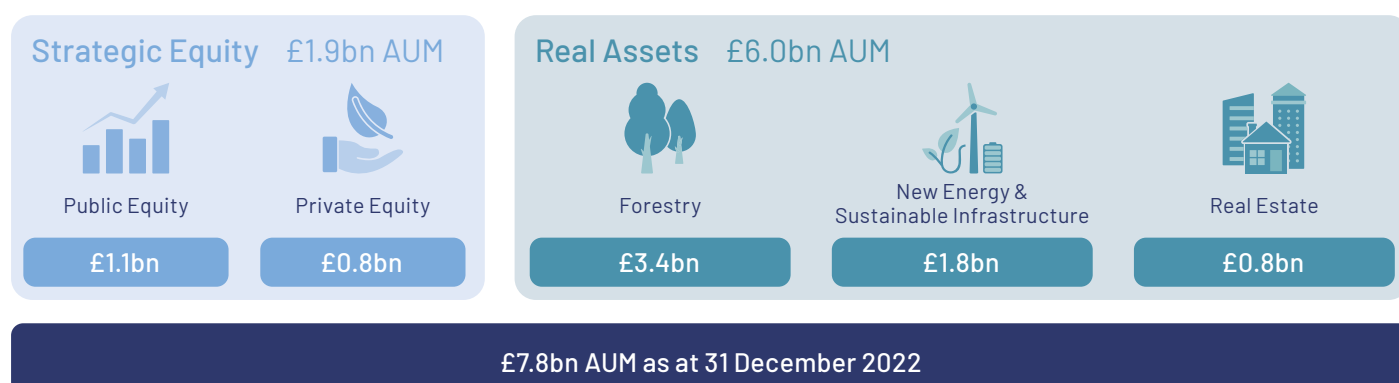 Strategic Equity £1.9bn AUM
Public Equity
Private Equity
£1.1bn
£0.8bn
Real Assets £6.0bn AUM
Forestry
New Energy &
Sustainable Infrastructure
Real Estate
£3.4bn
£1.8bn
£0.8bn
£7.8bn AUM as at 31 December 2022